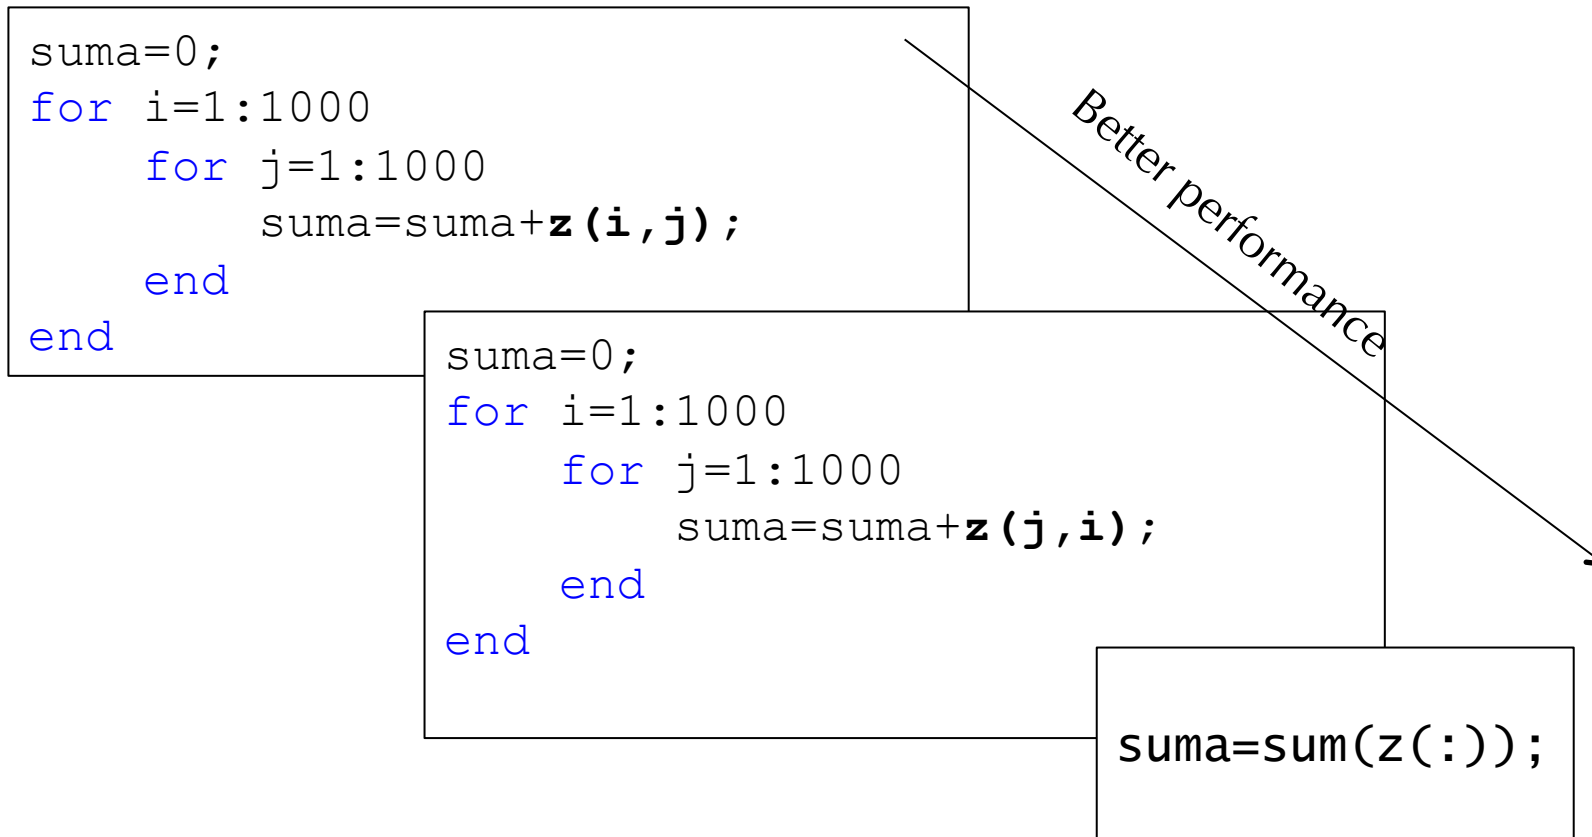 suma=0;
for i=1:1000
    for j=1:1000
        suma=suma+z(i,j);
    end
end
Better performance
suma=0;
for i=1:1000
    for j=1:1000
        suma=suma+z(j,i);
    end
end
suma=sum(z(:));